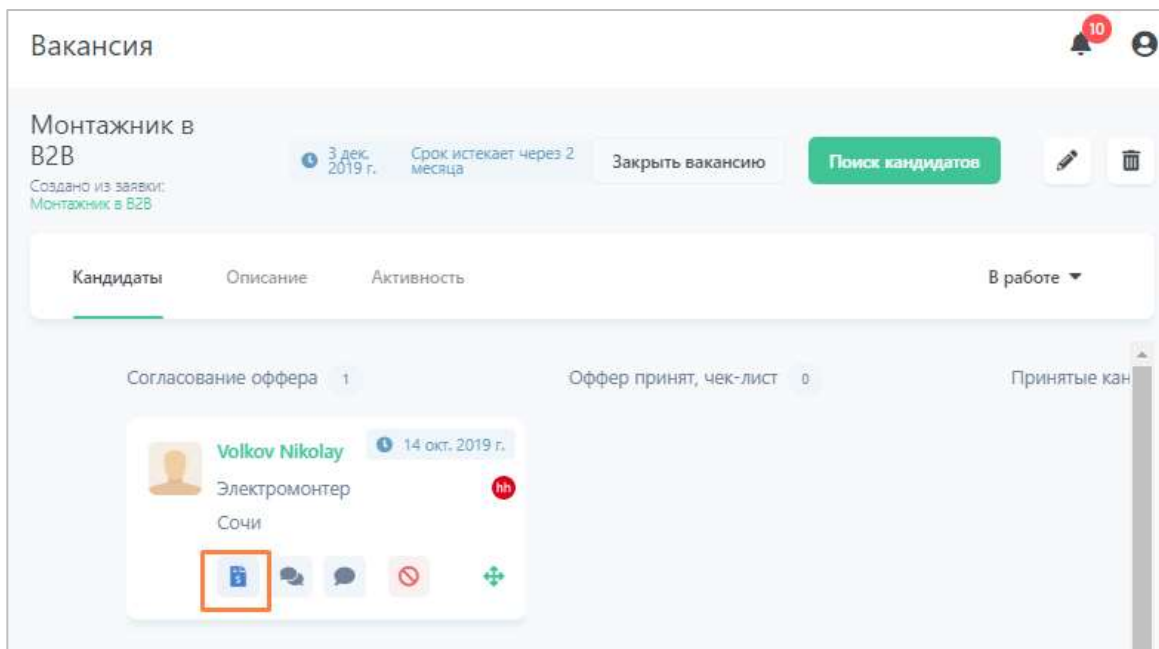 Вакансия
10
Монтажник в
B2B
Создано из заявки:
Монтажник в B2B
3 дек.
2019 г.
Срок истекает через 2
месяца
Закрыть вакансию
Поиск кандидатов
Кандидаты
Описание
Активность
В работе
Согласование оффера 1
Оффер принят, чек-лист 0
Принятые кан
Volkov Nikolay
14 окт. 2019 г.
Электромонтер
hh
Сочи